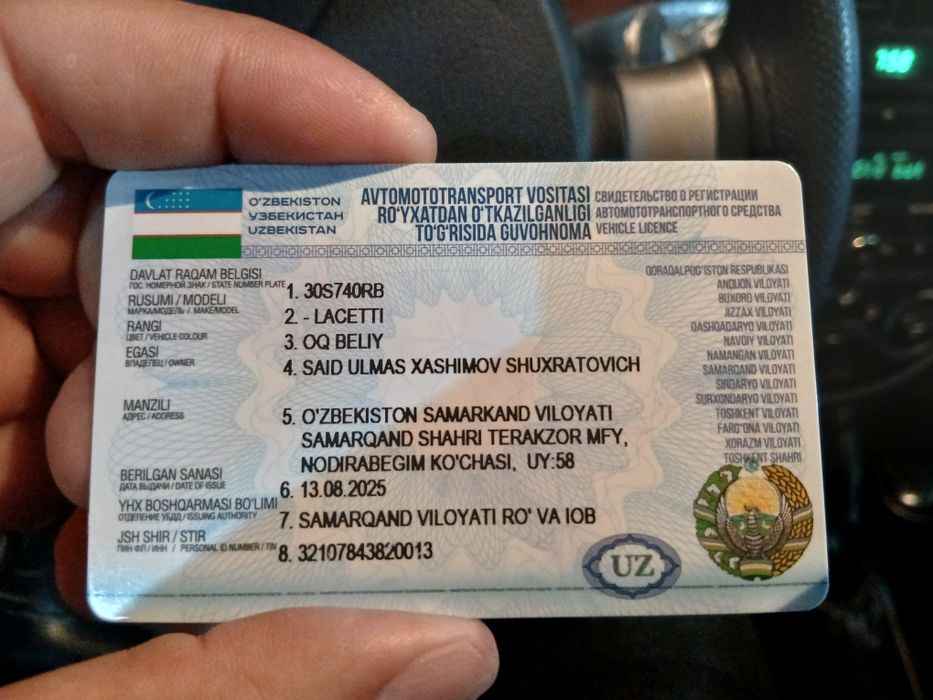 O'ZBEKISTON
УЗБЕКИСТАН
UZBEKISTAN
AVTOMOTOTRANSPORT VOSITASI
RO'YXATDAN O'TKAZILGANLIGI
TO'G'RISIDA GUVOHNOMA
СВИДЕТЕЛЬСТВО О РЕГИСТРАЦИИ
АВТОМОТОТРАНСПОРТНОГО СРЕДСТВА
VEHICLE LICENCE
DAVLAT RAQAM BELGISI
ГОС. НОМЕРНОЙ ЗНАК / STATE NUMBER PLATE
1. 30S740RB
RUSUMI / MODELI
МАРКА/МОДЕЛЬ / MAKE/MODEL
2. - LACETTI
RANGI
ЦВЕТ / VEHICLE COLOUR
3. OQ BELIY
EGASI
ВЛАДЕЛЕЦ / OWNER
4. SAID ULMAS XASHIMOV SHUXRATOVICH
MANZILI
АДРЕС / ADDRESS
5. O'ZBEKISTON SAMARKAND VILOYATI
SAMARQAND SHAHRI TERAKZOR MFY,
NODIRABEGIM KO'CHASI, UY:58
BERILGAN SANASI
ДАТА ВЫДАЧИ / DATE OF ISSUE
6. 13.08.2025
YHX BOSHQARMASI BO'LIMI
ОТДЕЛЕНИЕ УБДД / ISSUING AUTHORITY
7. SAMARQAND VILOYATI RO' VA IOB
JSH SHIR / STIR
ПИНФЛ / ИНН / PERSONAL ID NUMBER / TIN
8. 32107843820013
QORAQALPOG'ISTON RESPUBLIKASI
ANDIJON VILOYATI
BUXORO VILOYATI
JIZZAX VILOYATI
QASHQADARYO VILOYATI
NAVOIY VILOYATI
NAMANGAN VILOYATI
SAMARQAND VILOYATI
SIRDARYO VILOYATI
SURXONDARYO VILOYATI
TOSHKENT VILOYATI
FARG'ONA VILOYATI
XORAZM VILOYATI
TOSHKENT SHAHRI
UZ